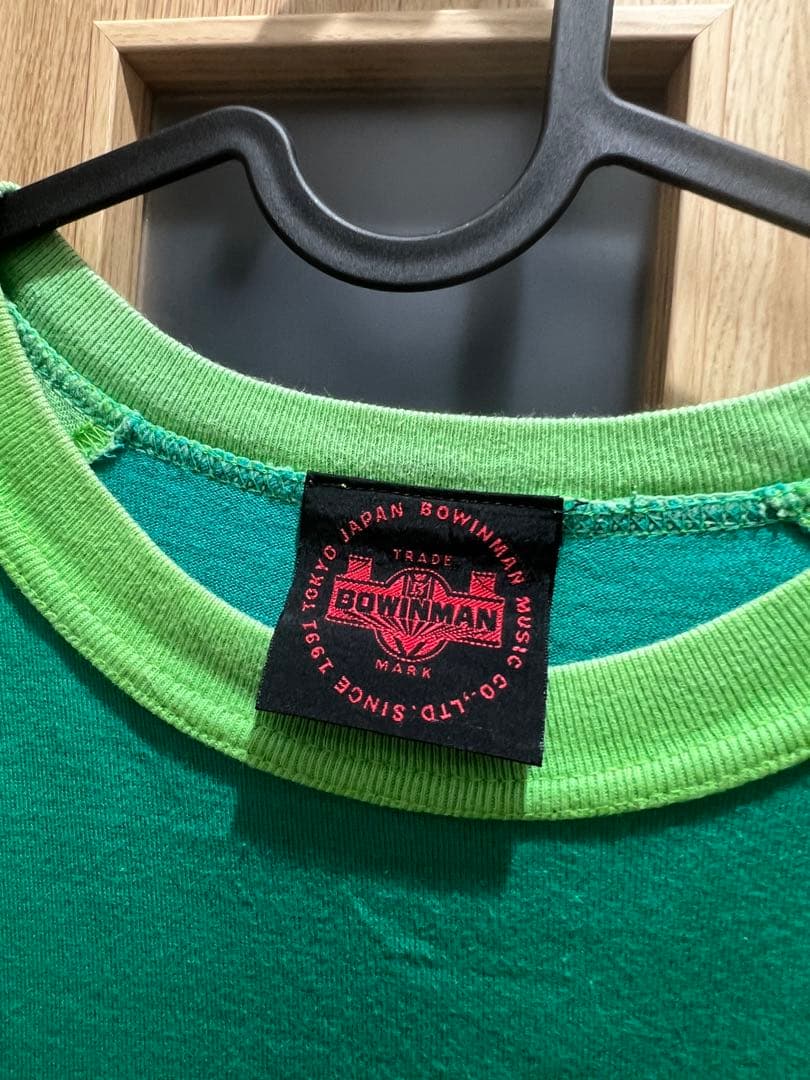 TOKYO JAPAN BOWINMAN MUSIC CO.,LTD. SINCE 1991
TRADE
BOWINMAN
MARK